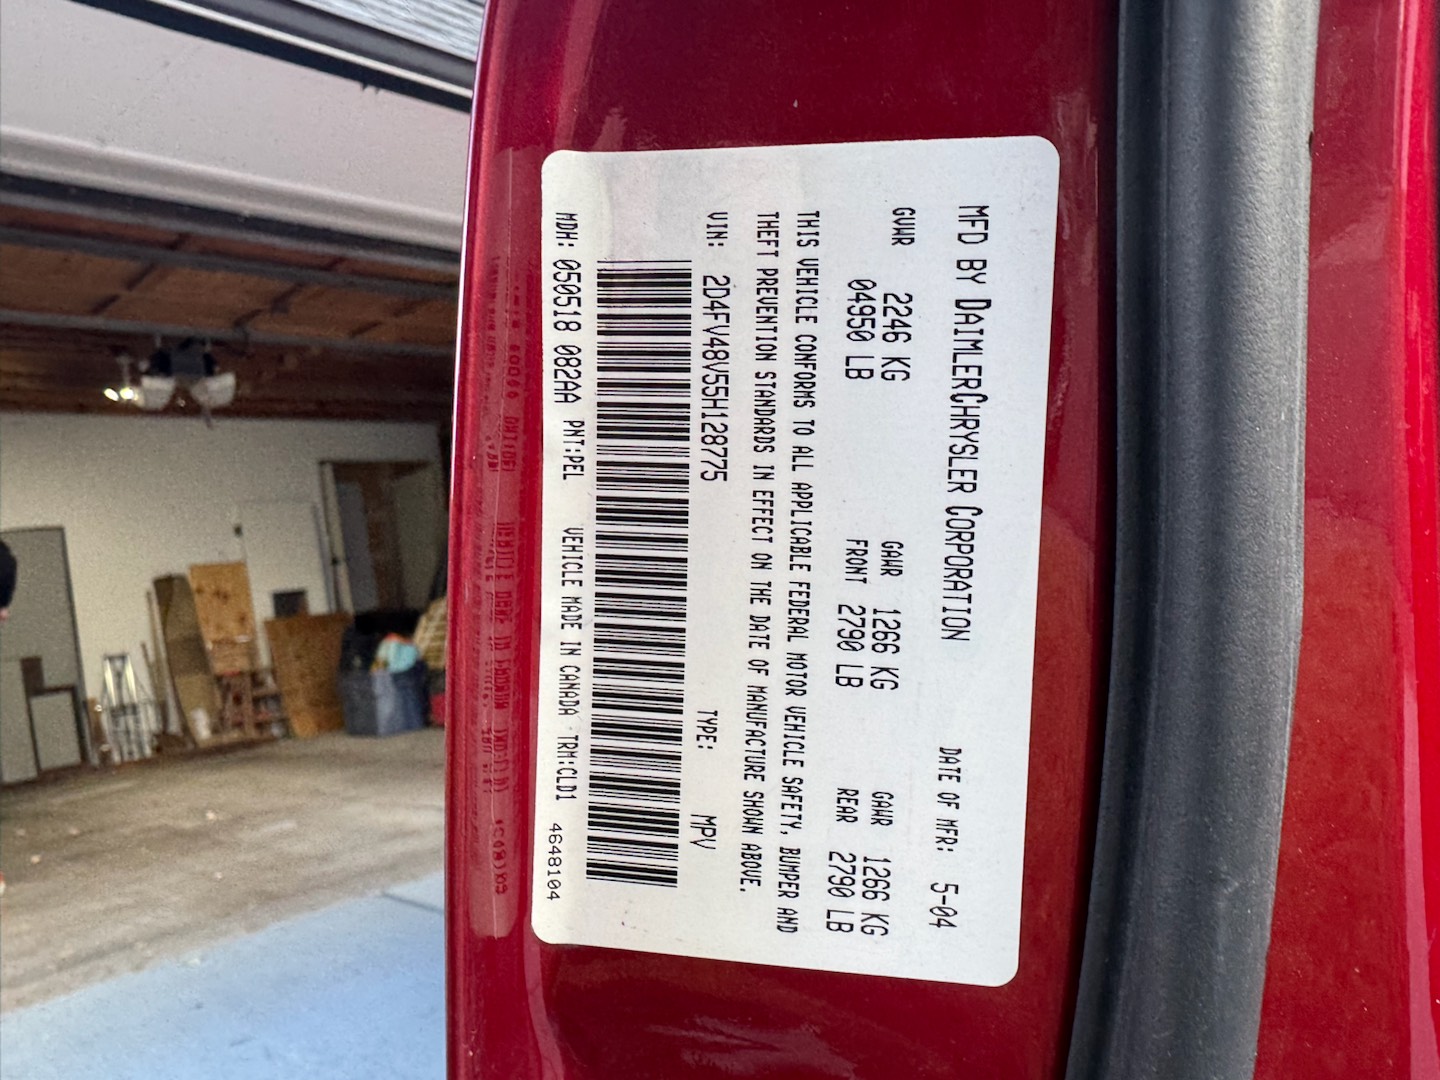 MFD BY DAIMLERCHRYSLER CORPORATION DATE OF MFR: 5-04
GVWR 2246 KG GAWR 1266 KG GAWR 1266 KG
04950 LB FRONT 2790 LB REAR 2790 LB
THIS VEHICLE CONFORMS TO ALL APPLICABLE FEDERAL MOTOR VEHICLE SAFETY, BUMPER AND
THEFT PREVENTION STANDARDS IN EFFECT ON THE DATE OF MANUFACTURE SHOWN ABOVE.
VIN: 2D4FV48V55H128775 TYPE: MPV
MDH: 050518 082AA PNT:PEL VEHICLE MADE IN CANADA TRM:CLD1 4648104